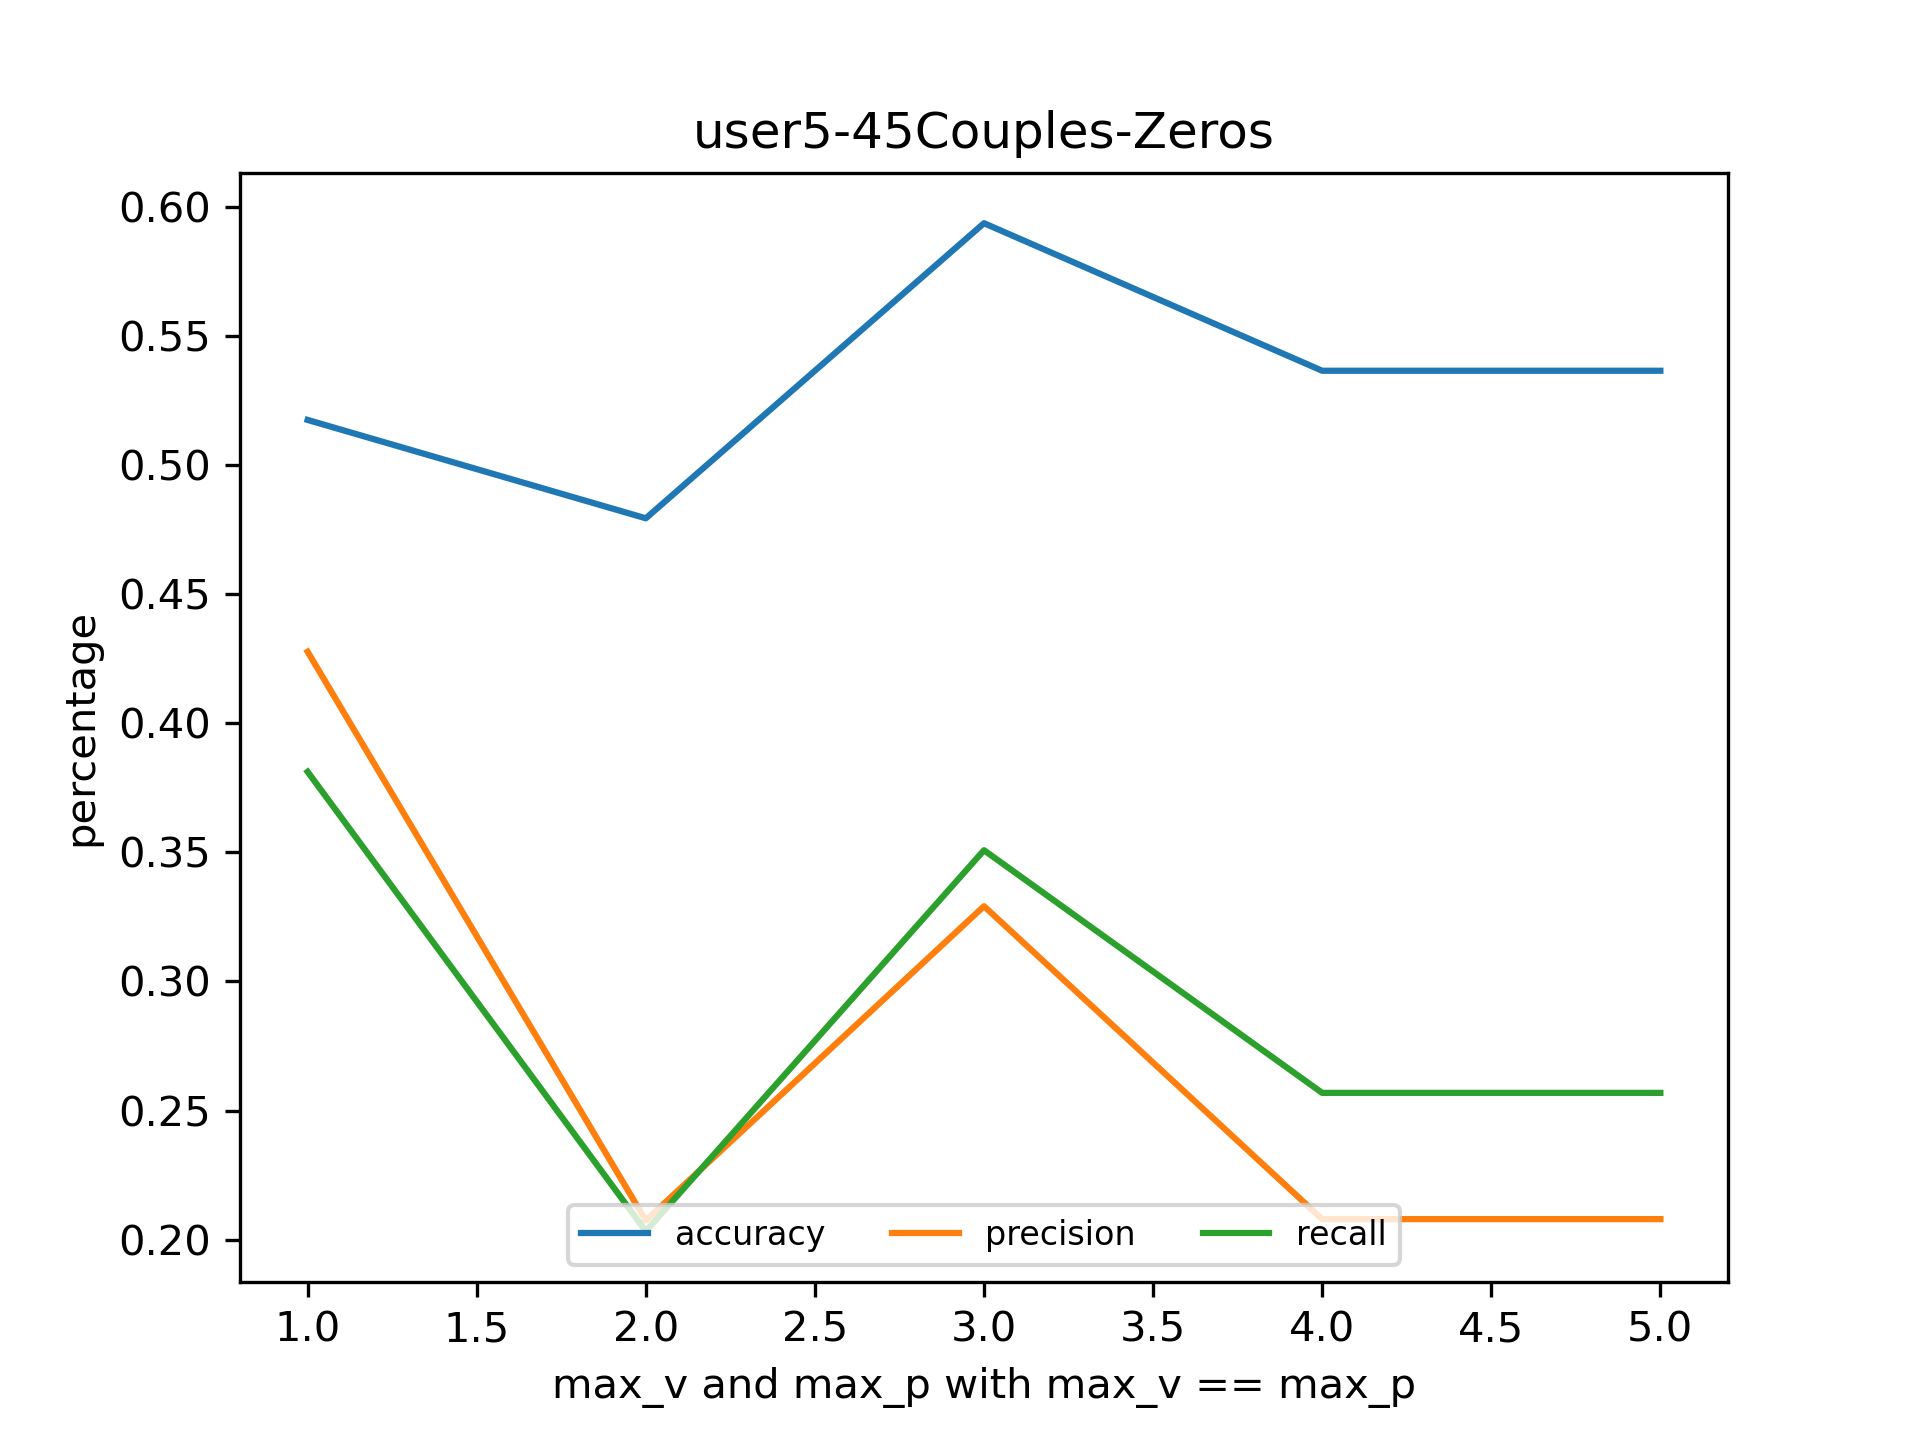 user5-45Couples-Zeros
0.60
0.55
0.50
0.45
0.40
0.35
0.30
0.25
0.20
percentage
accuracy precision recall
1.0 1.5 2.0 2.5 3.0 3.5 4.0 4.5 5.0
max_v and max_p with max_v == max_p